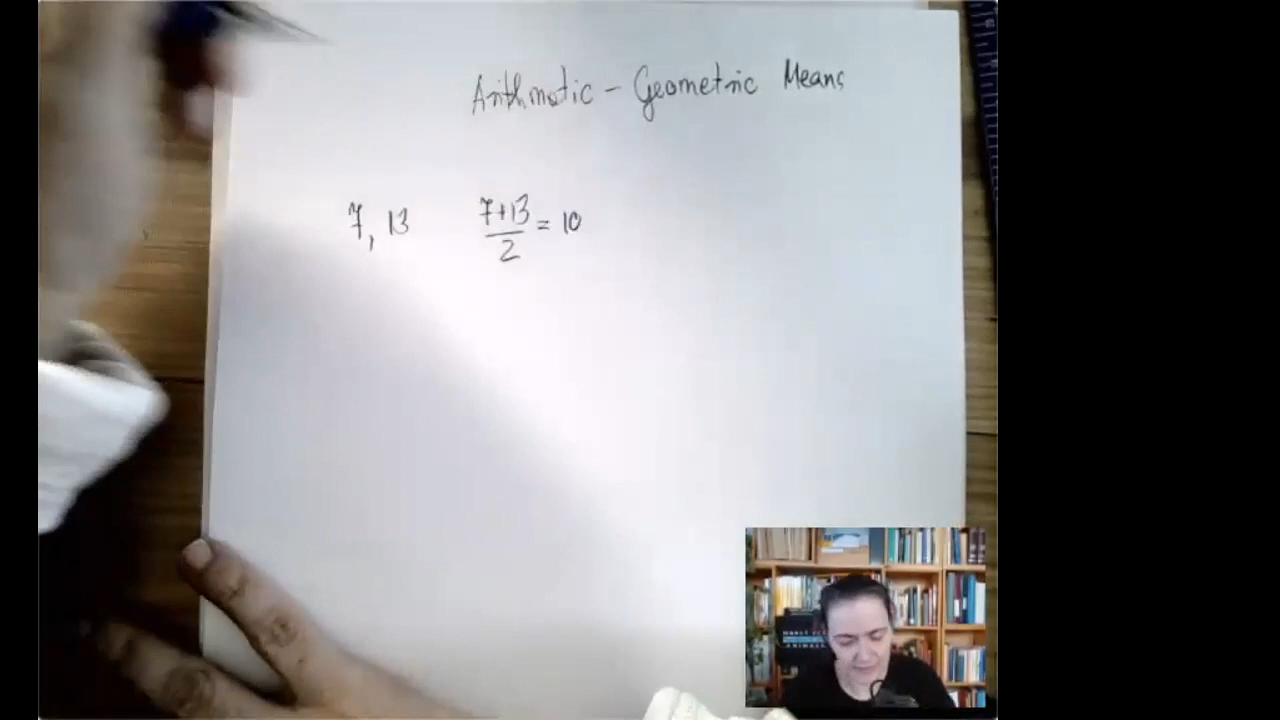 Arithmetic - Geometric Means
7, 13 7+13/2 = 10